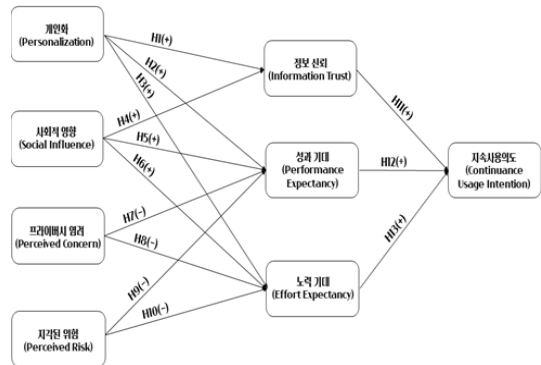 개인화
(Personalization)
사회적 영향
(Social Influence)
프라이버시 염려
(Perceived Concern)
지각된 위험
(Perceived Risk)
H1(+)
H2(+)
H3(+)
H4(+)
H5(+)
H6(+)
H7(-)
H8(-)
H9(-)
H10(-)
정보 신뢰
(Information Trust)
성과 기대
(Performance
Expectancy)
노력 기대
(Effort Expectancy)
H11(+)
H12(+)
H13(+)
지속사용의도
(Continuance
Usage Intention)